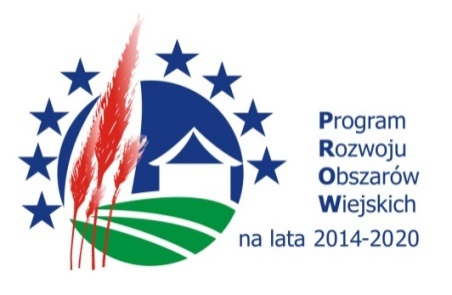 Program
Rozwoju
Obszarów
Wiejskich
na lata 2014-2020